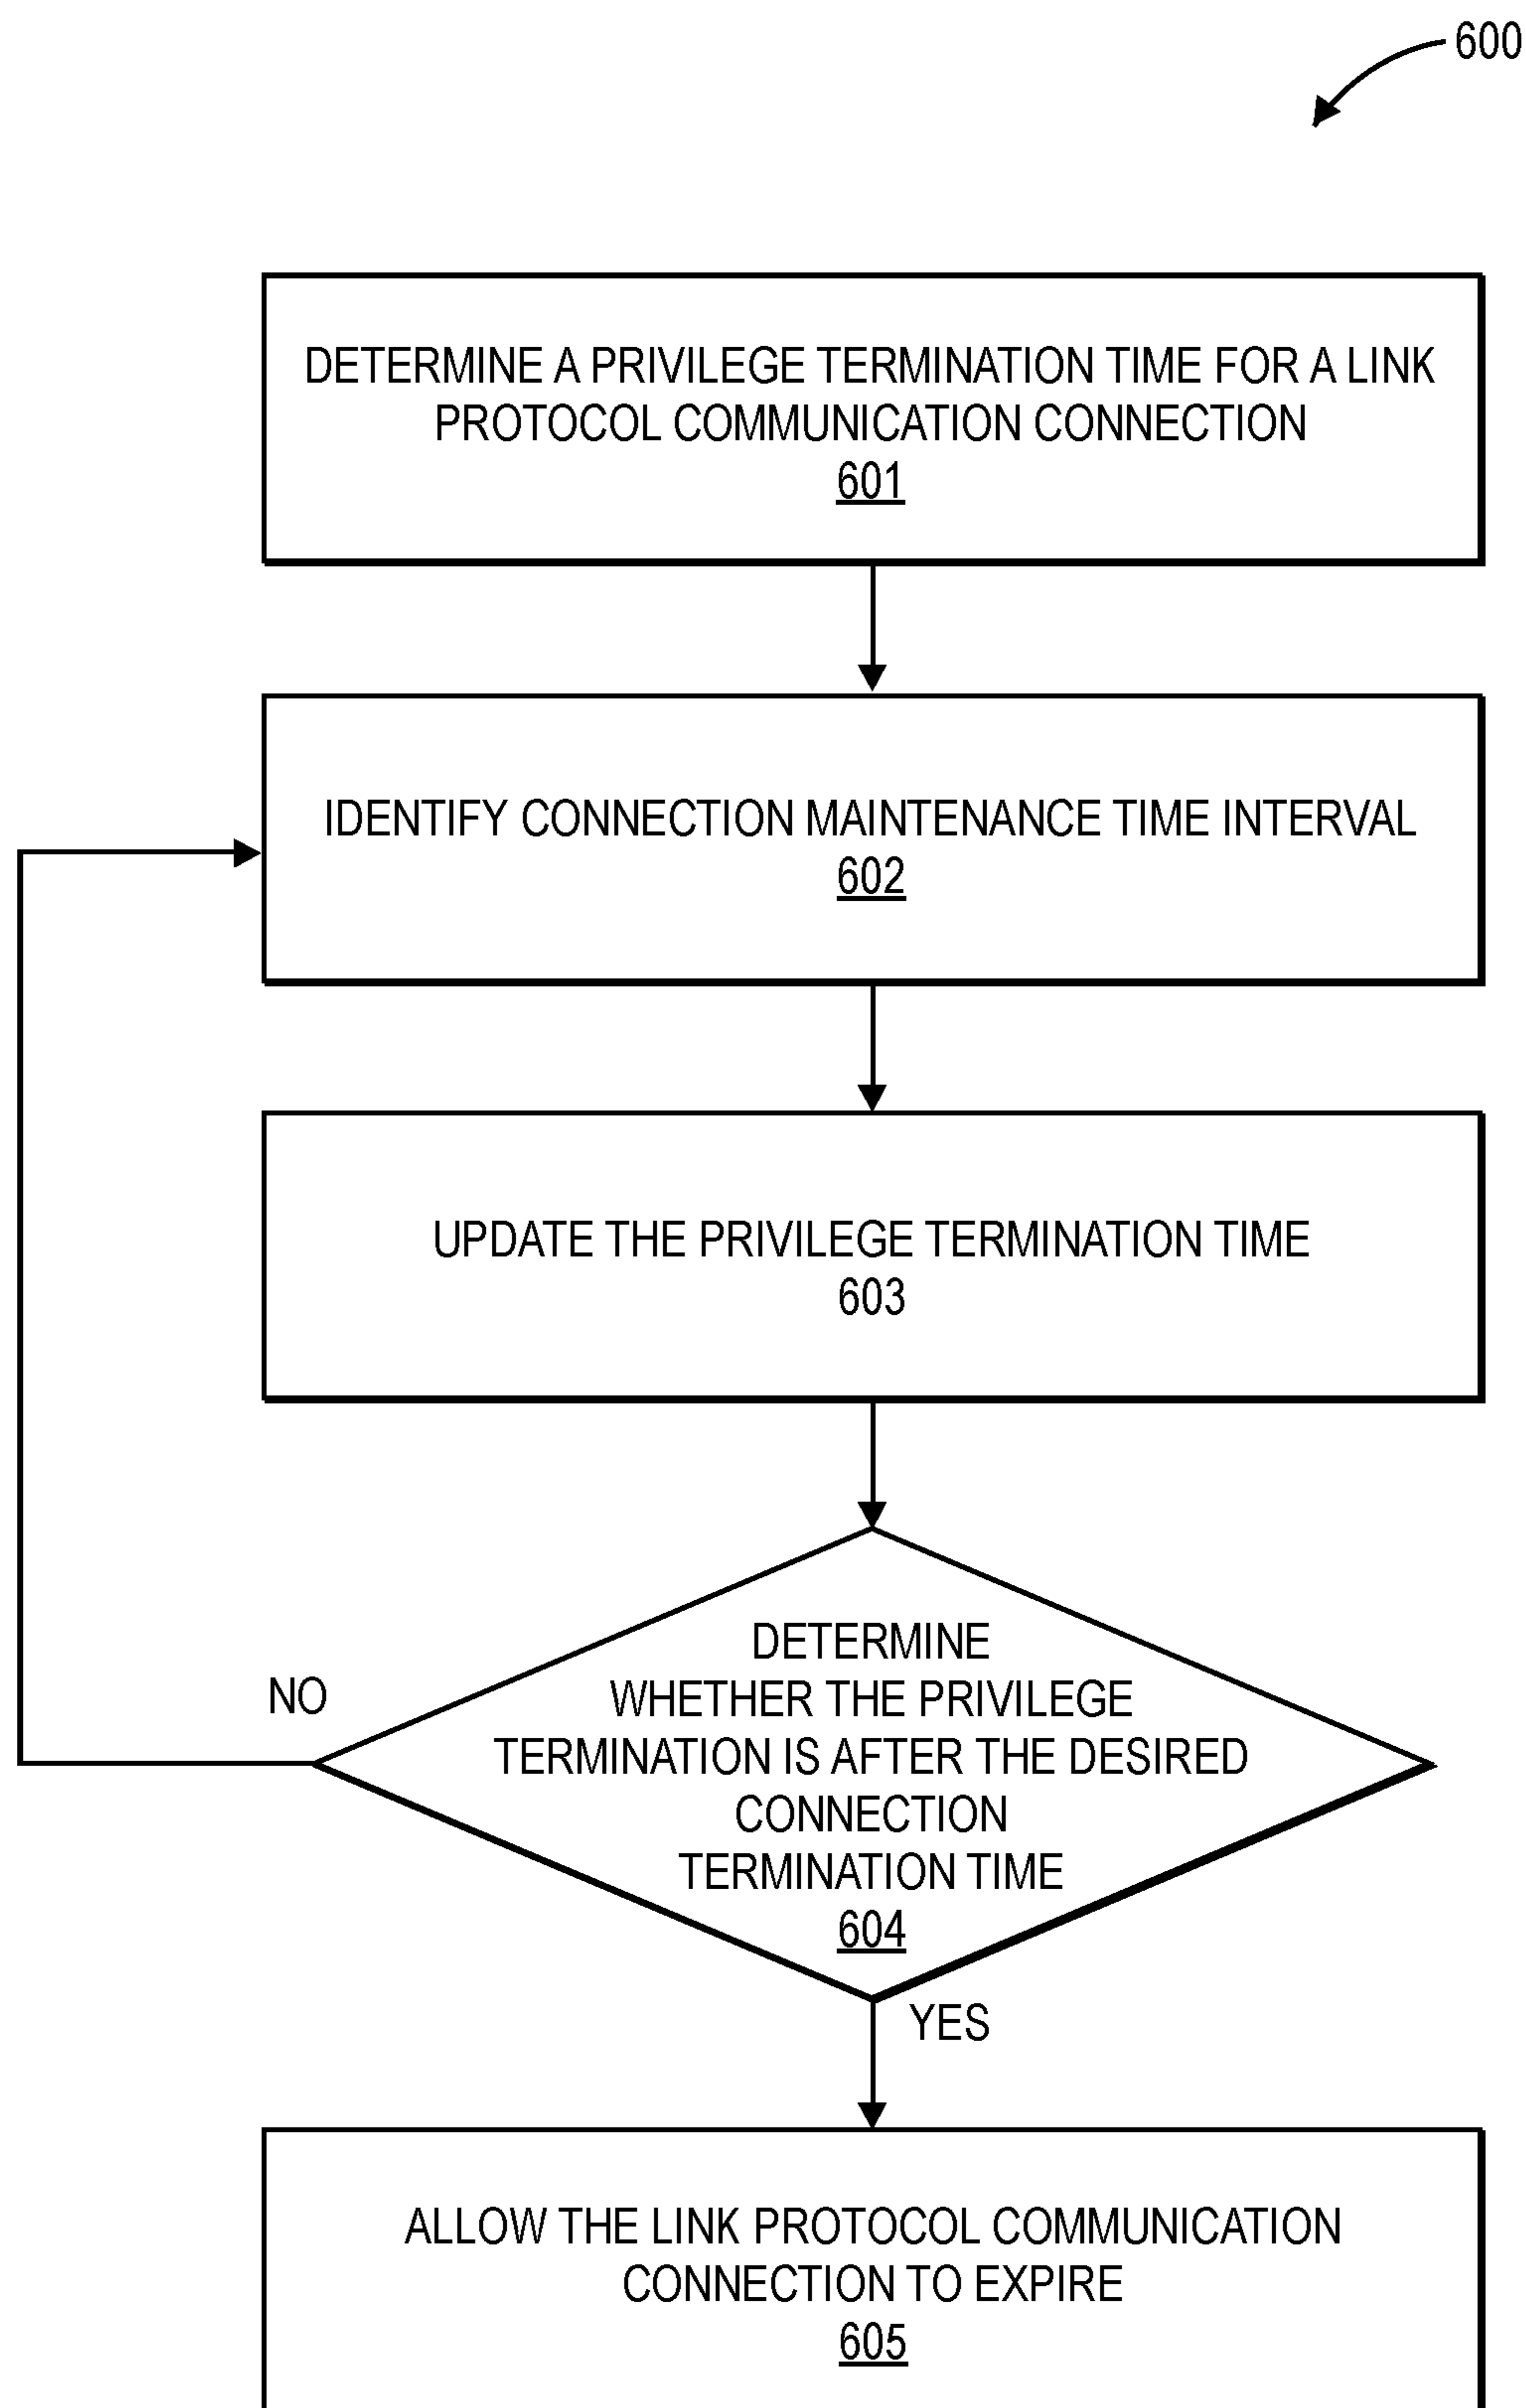 600
DETERMINE A PRIVILEGE TERMINATION TIME FOR A LINK
PROTOCOL COMMUNICATION CONNECTION
601
IDENTIFY CONNECTION MAINTENANCE TIME INTERVAL
602
UPDATE THE PRIVILEGE TERMINATION TIME
603
DETERMINE
WHETHER THE PRIVILEGE
TERMINATION IS AFTER THE DESIRED
CONNECTION
TERMINATION TIME
604
NO
YES
ALLOW THE LINK PROTOCOL COMMUNICATION
CONNECTION TO EXPIRE
605